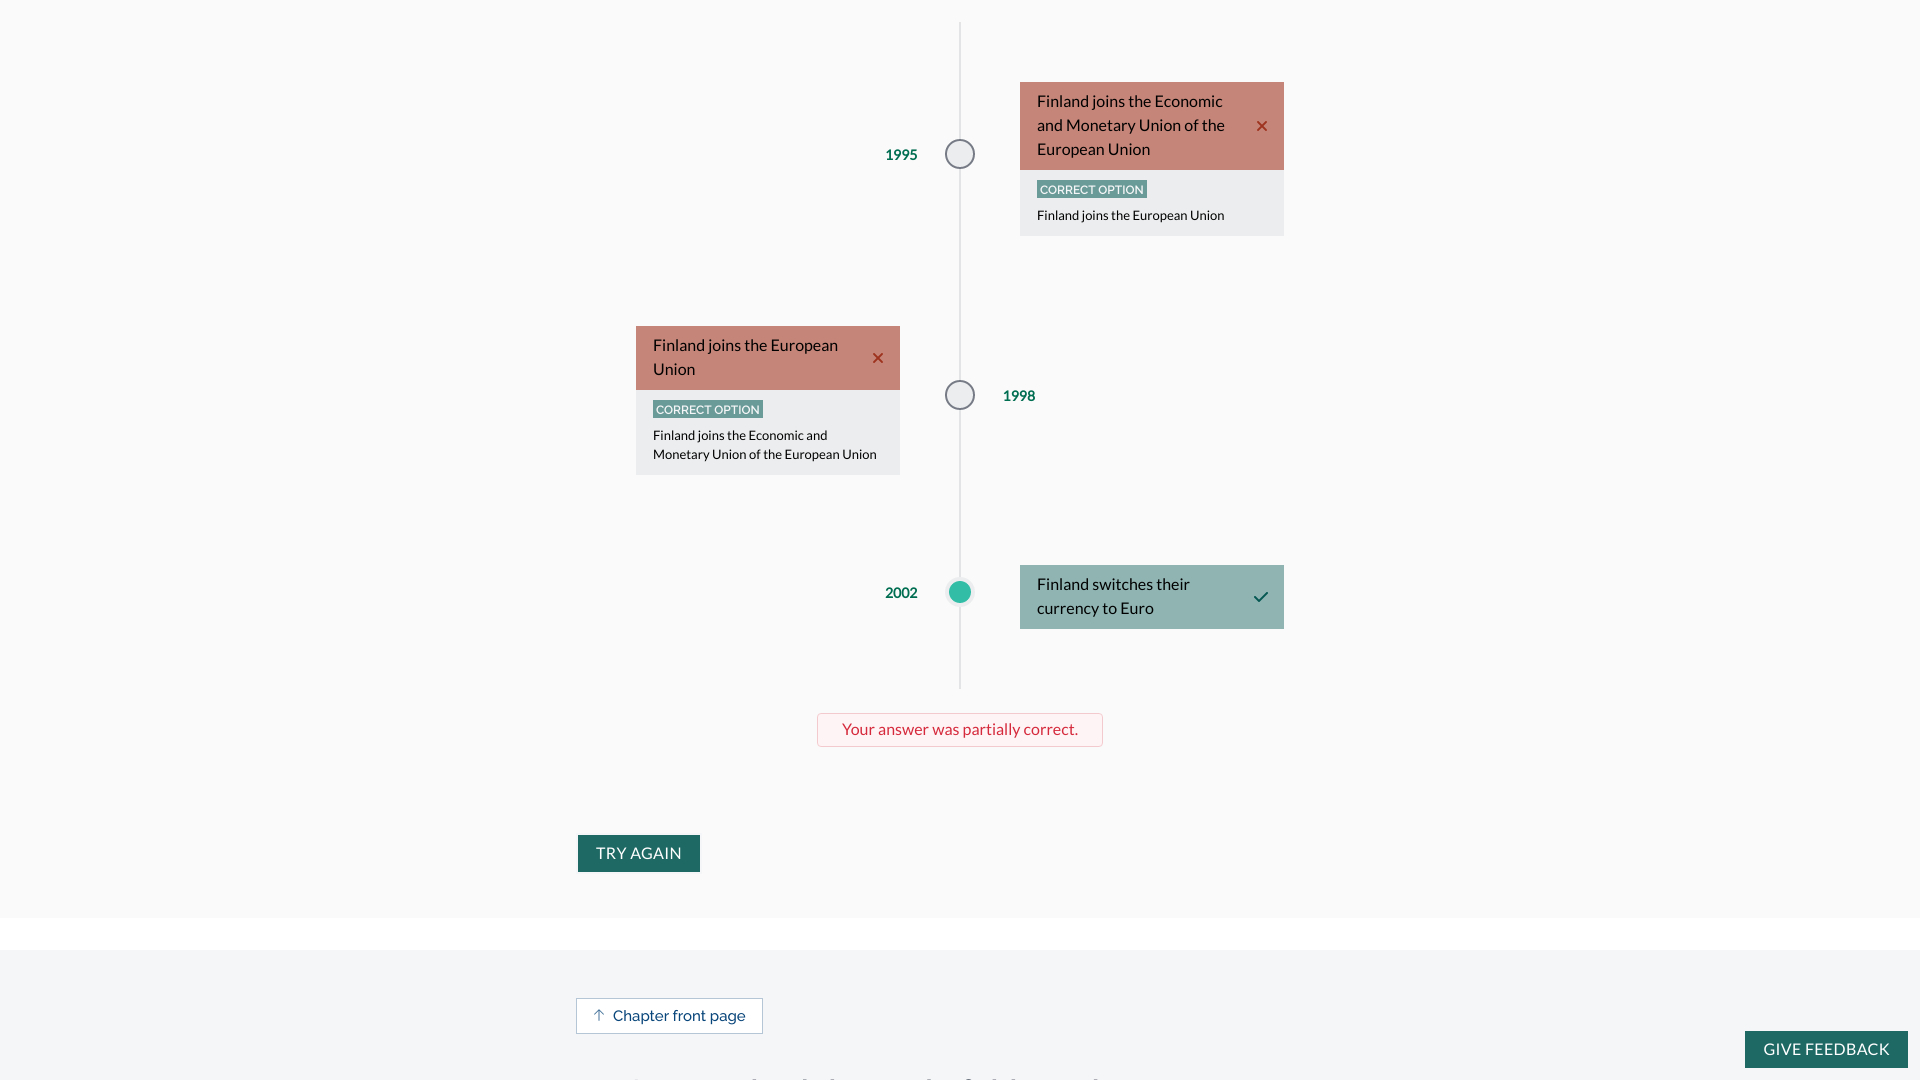 Finland joins the Economic
and Monetary Union of the
European Union
1995
CORRECT OPTION
Finland joins the European Union
Finland joins the European
Union
1998
CORRECT OPTION
Finland joins the Economic and
Monetary Union of the European Union
2002
Finland switches their
currency to Euro
Your answer was partially correct.
TRY AGAIN
Chapter front page
GIVE FEEDBACK